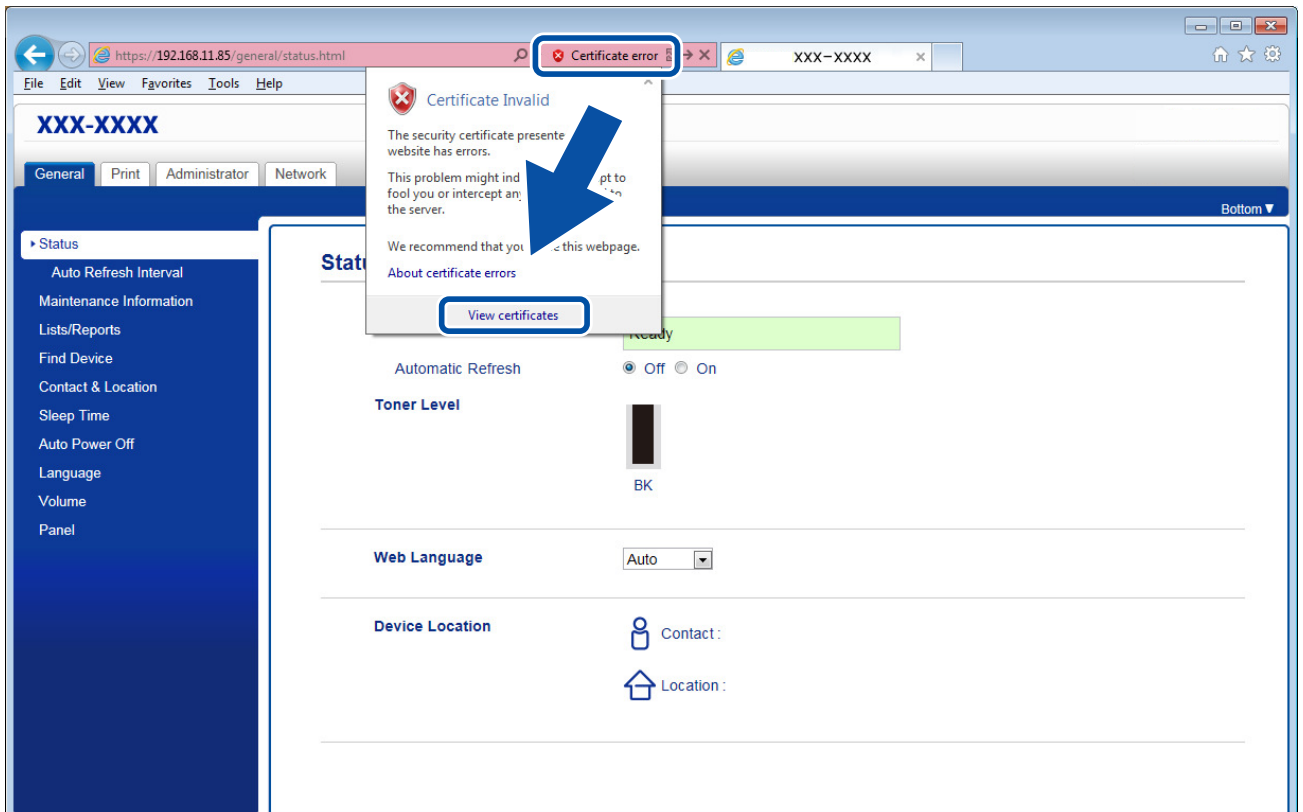 https://192.168.11.85/general/status.html
Certificate error
XXX-XXXX
File Edit View Favorites Tools Help
Certificate Invalid
The security certificate presente
website has errors.
This problem might ind pt to
fool you or intercept any to
the server.
We recommend that you this webpage.
About certificate errors
View certificates
XXX-XXXX
General Print Administrator Network
Bottom▼
Status
Auto Refresh Interval
Maintenance Information
Lists/Reports
Find Device
Contact & Location
Sleep Time
Auto Power Off
Language
Volume
Panel
Statu
Ready
Automatic Refresh Off On
Toner Level
BK
Web Language Auto
Device Location Contact :
Location :